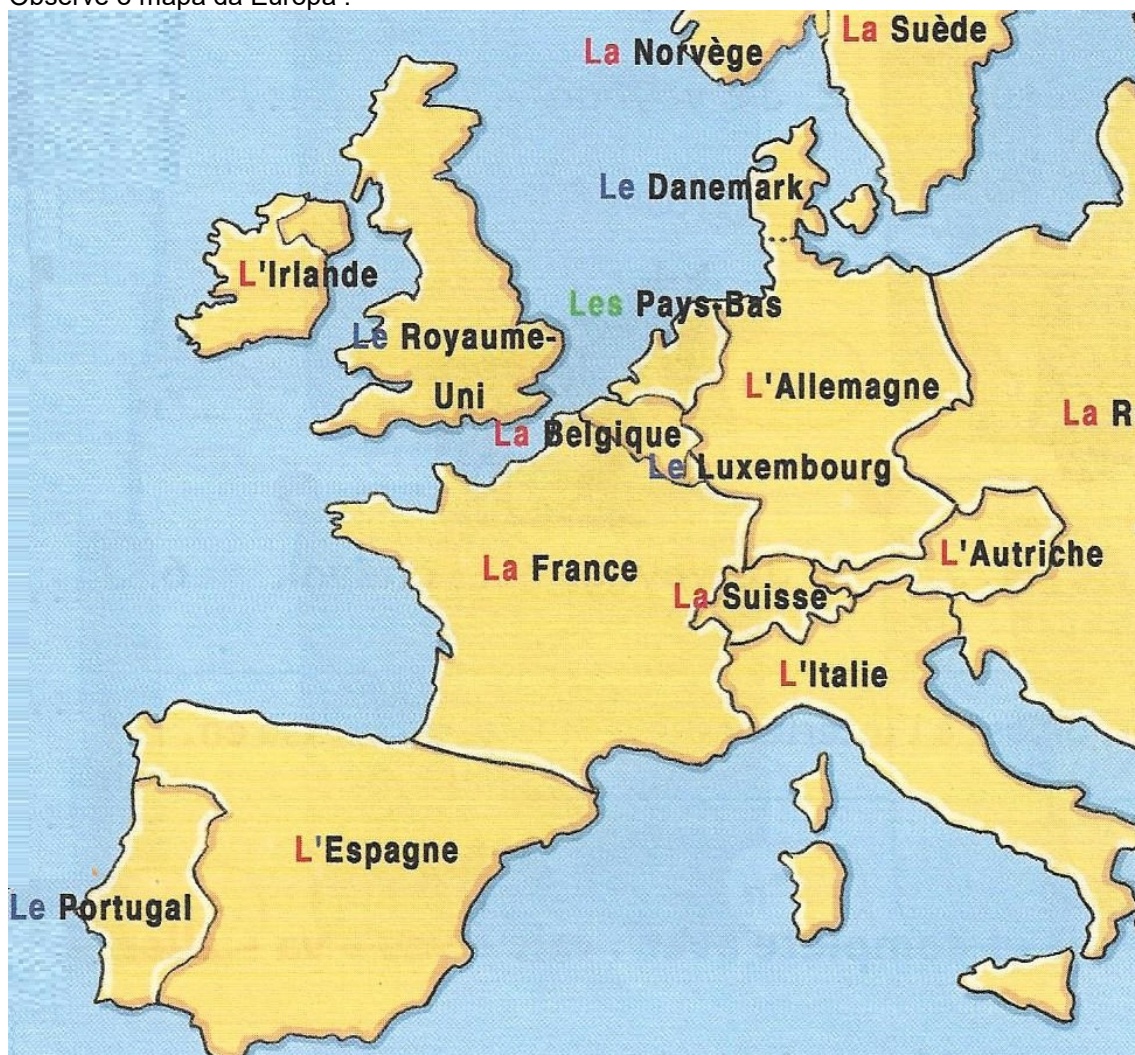 Observe o mapa da Europa :
La Norvège
La Suède
Le Danemark
L'Irlande
Les Pays-Bas
Le Royaume-
Uni
L'Allemagne
La R
La Belgique
Le Luxembourg
L'Autriche
La France
La Suisse
L'Italie
L'Espagne
Le Portugal